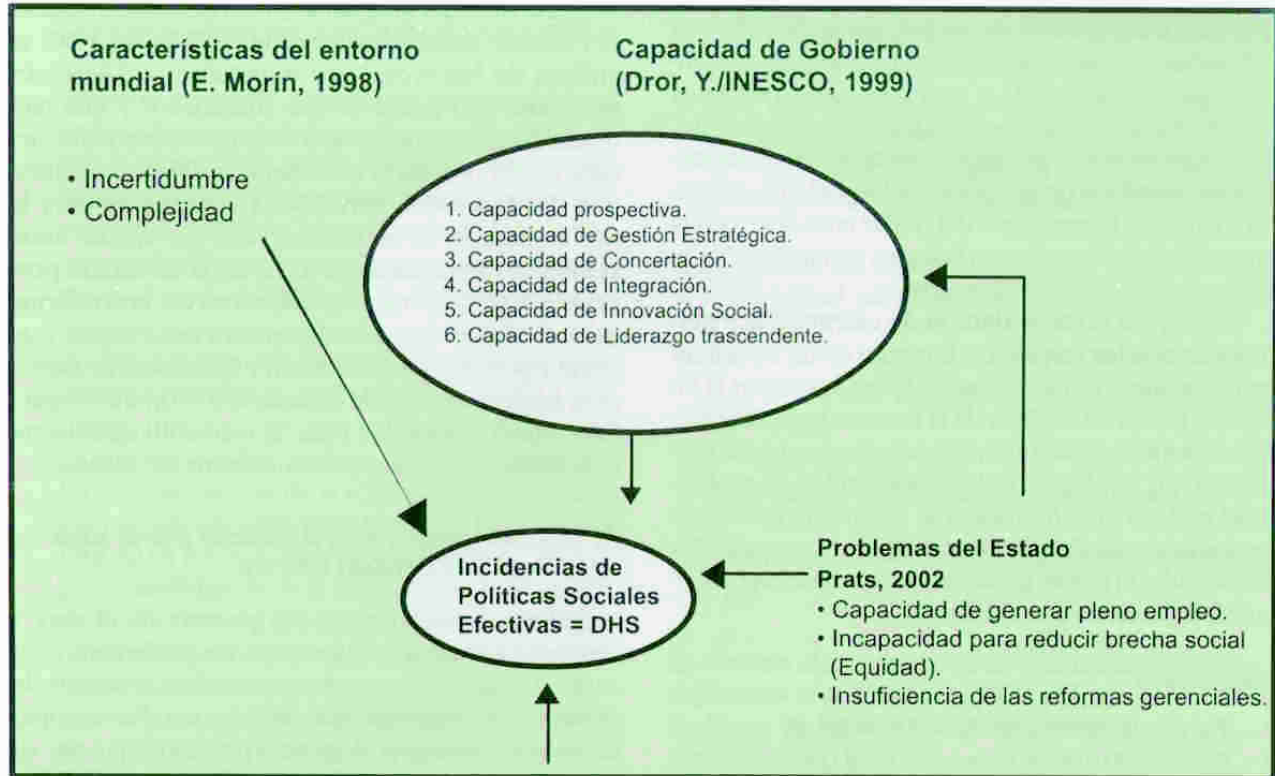 Características del entorno
mundial (E. Morín, 1998)
• Incertidumbre
• Complejidad
Capacidad de Gobierno
(Dror, Y./INESCO, 1999)
1. Capacidad prospectiva.
2. Capacidad de Gestión Estratégica.
3. Capacidad de Concertación.
4. Capacidad de Integración.
5. Capacidad de Innovación Social.
6. Capacidad de Liderazgo trascendente.
Incidencias de
Políticas Sociales
Efectivas = DHS
Problemas del Estado
Prats, 2002
• Capacidad de generar pleno empleo.
• Incapacidad para reducir brecha social
(Equidad).
• Insuficiencia de las reformas gerenciales.